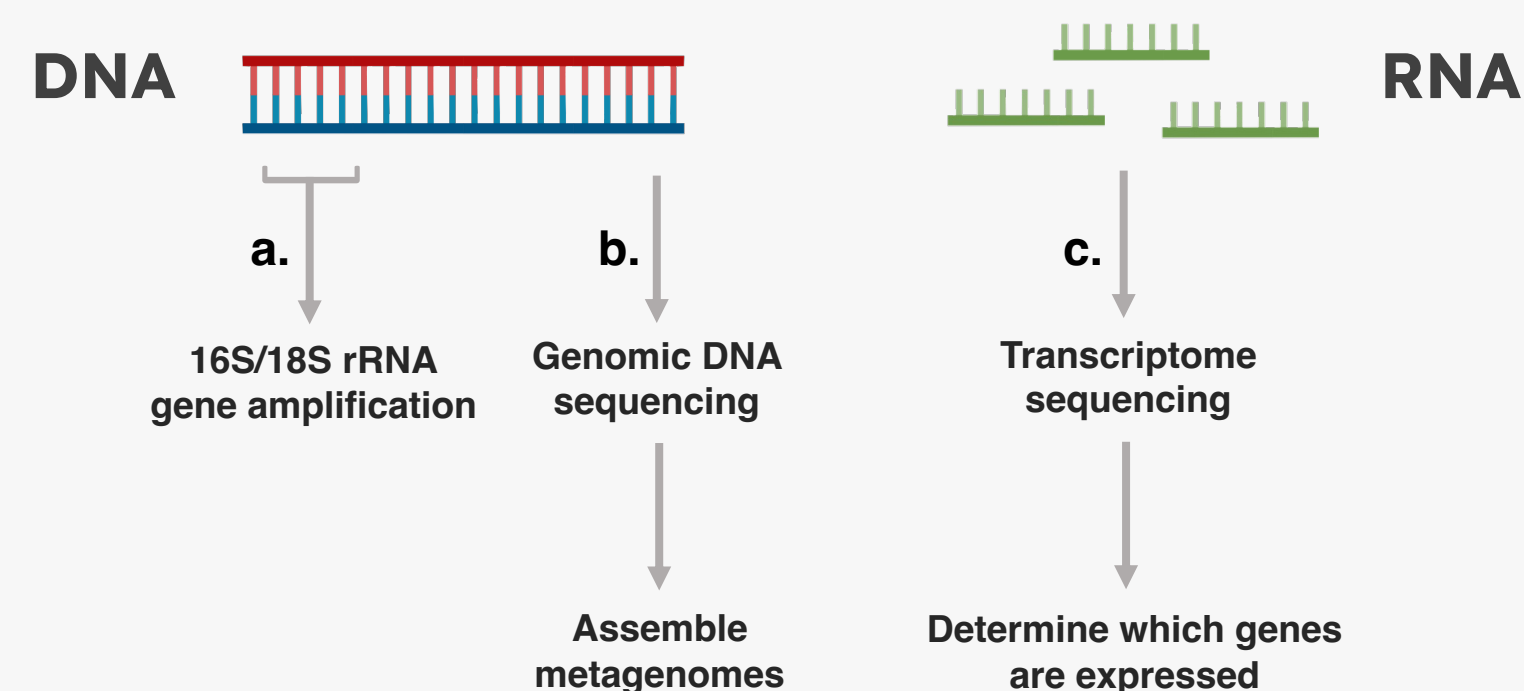 DNA
RNA
a.
b.
c.
16S/18S rRNA
gene amplification
Genomic DNA
sequencing
Transcriptome
sequencing
Assemble
metagenomes
Determine which genes
are expressed